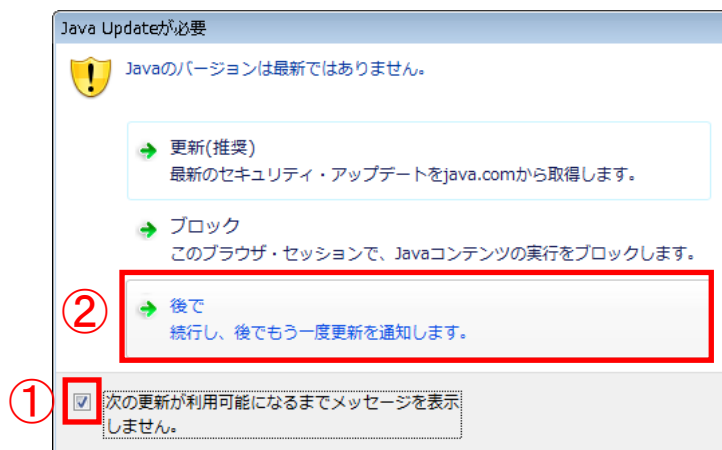 Java Updateが必要
Javaのバージョンは最新ではありません。
更新(推奨)
最新のセキュリティ・アップデートをjava.comから取得します。
ブロック
このブラウザ・セッションで、Javaコンテンツの実行をブロックします。
②
後で
続行し、後でもう一度更新を通知します。
①
次の更新が利用可能になるまでメッセージを表示
しません。